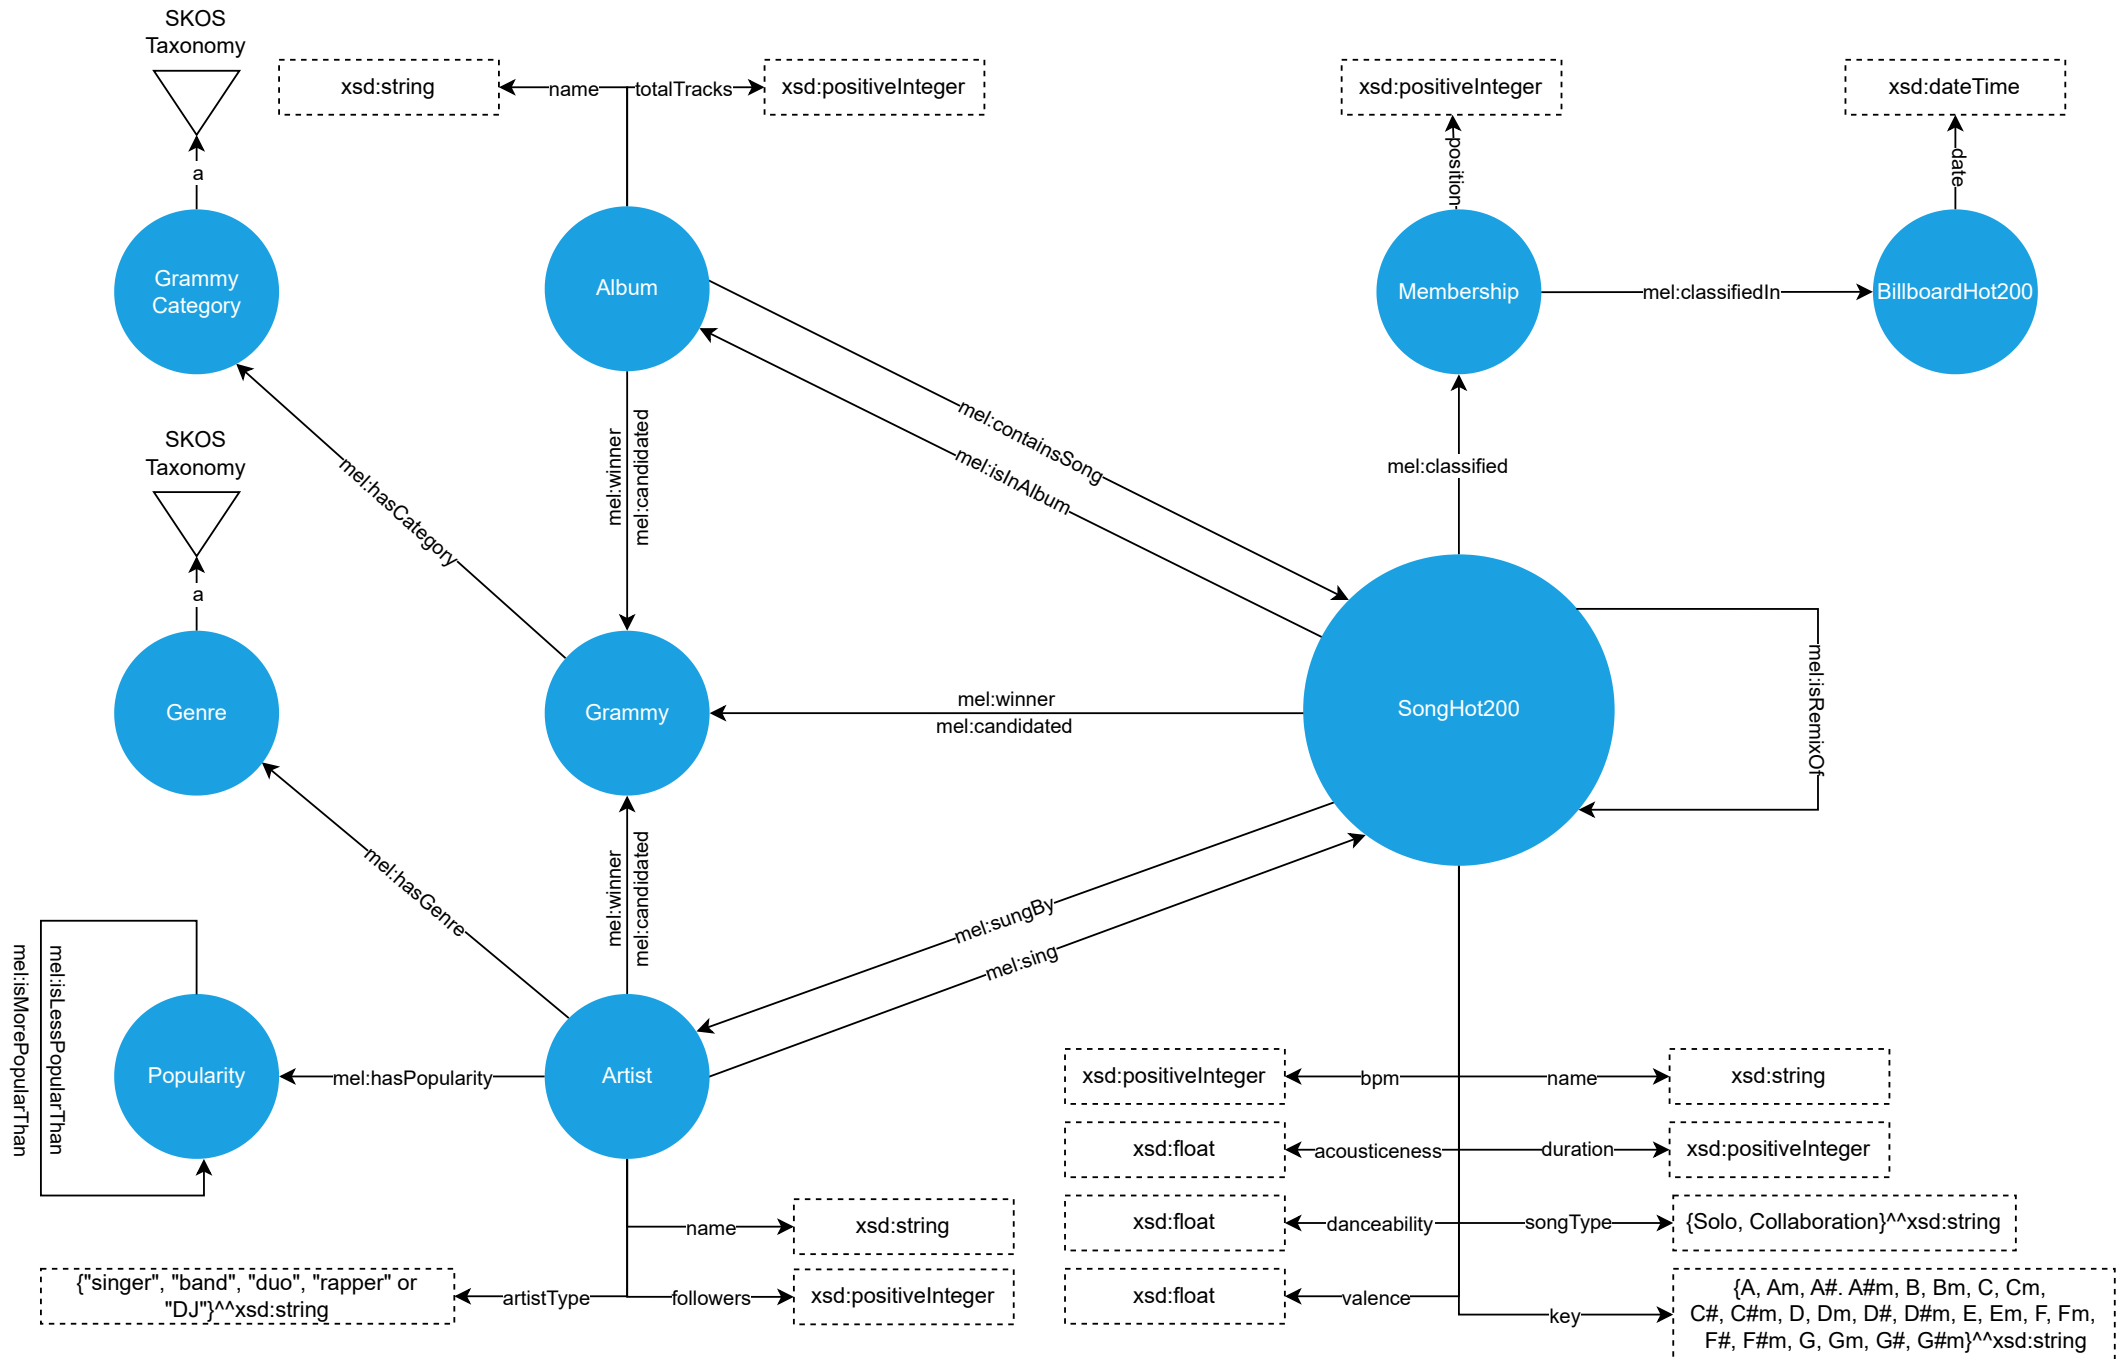 SKOS
Taxonomy
xsd:string
name
totalTracks
xsd:positiveInteger
xsd:positiveInteger
xsd:dateTime
a
position
date
Grammy
Category
Album
Membership
mel:classifiedIn
BillboardHot200
mel:containsSong
mel:isInAlbum
mel:winner
mel:candidated
mel:hasCategory
mel:classified
SKOS
Taxonomy
a
Genre
Grammy
mel:winner
mel:candidated
SongHot200
mel:isRemixOf
mel:hasGenre
mel:winner
mel:candidated
mel:sungBy
mel:sing
mel:isMorePopularThan
mel:isLessPopularThan
Popularity
mel:hasPopularity
Artist
xsd:positiveInteger
bpm
name
xsd:string
xsd:float
acousticeness
duration
xsd:positiveInteger
xsd:float
danceability
songType
{Solo, Collaboration}^^xsd:string
name
xsd:string
{"singer", "band", "duo", "rapper" or
"DJ"}^^xsd:string
artistType
followers
xsd:positiveInteger
xsd:float
valence
key
{A, Am, A#. A#m, B, Bm, C, Cm,
C#, C#m, D, Dm, D#, D#m, E, Em, F, Fm,
F#, F#m, G, Gm, G#, G#m}^^xsd:string